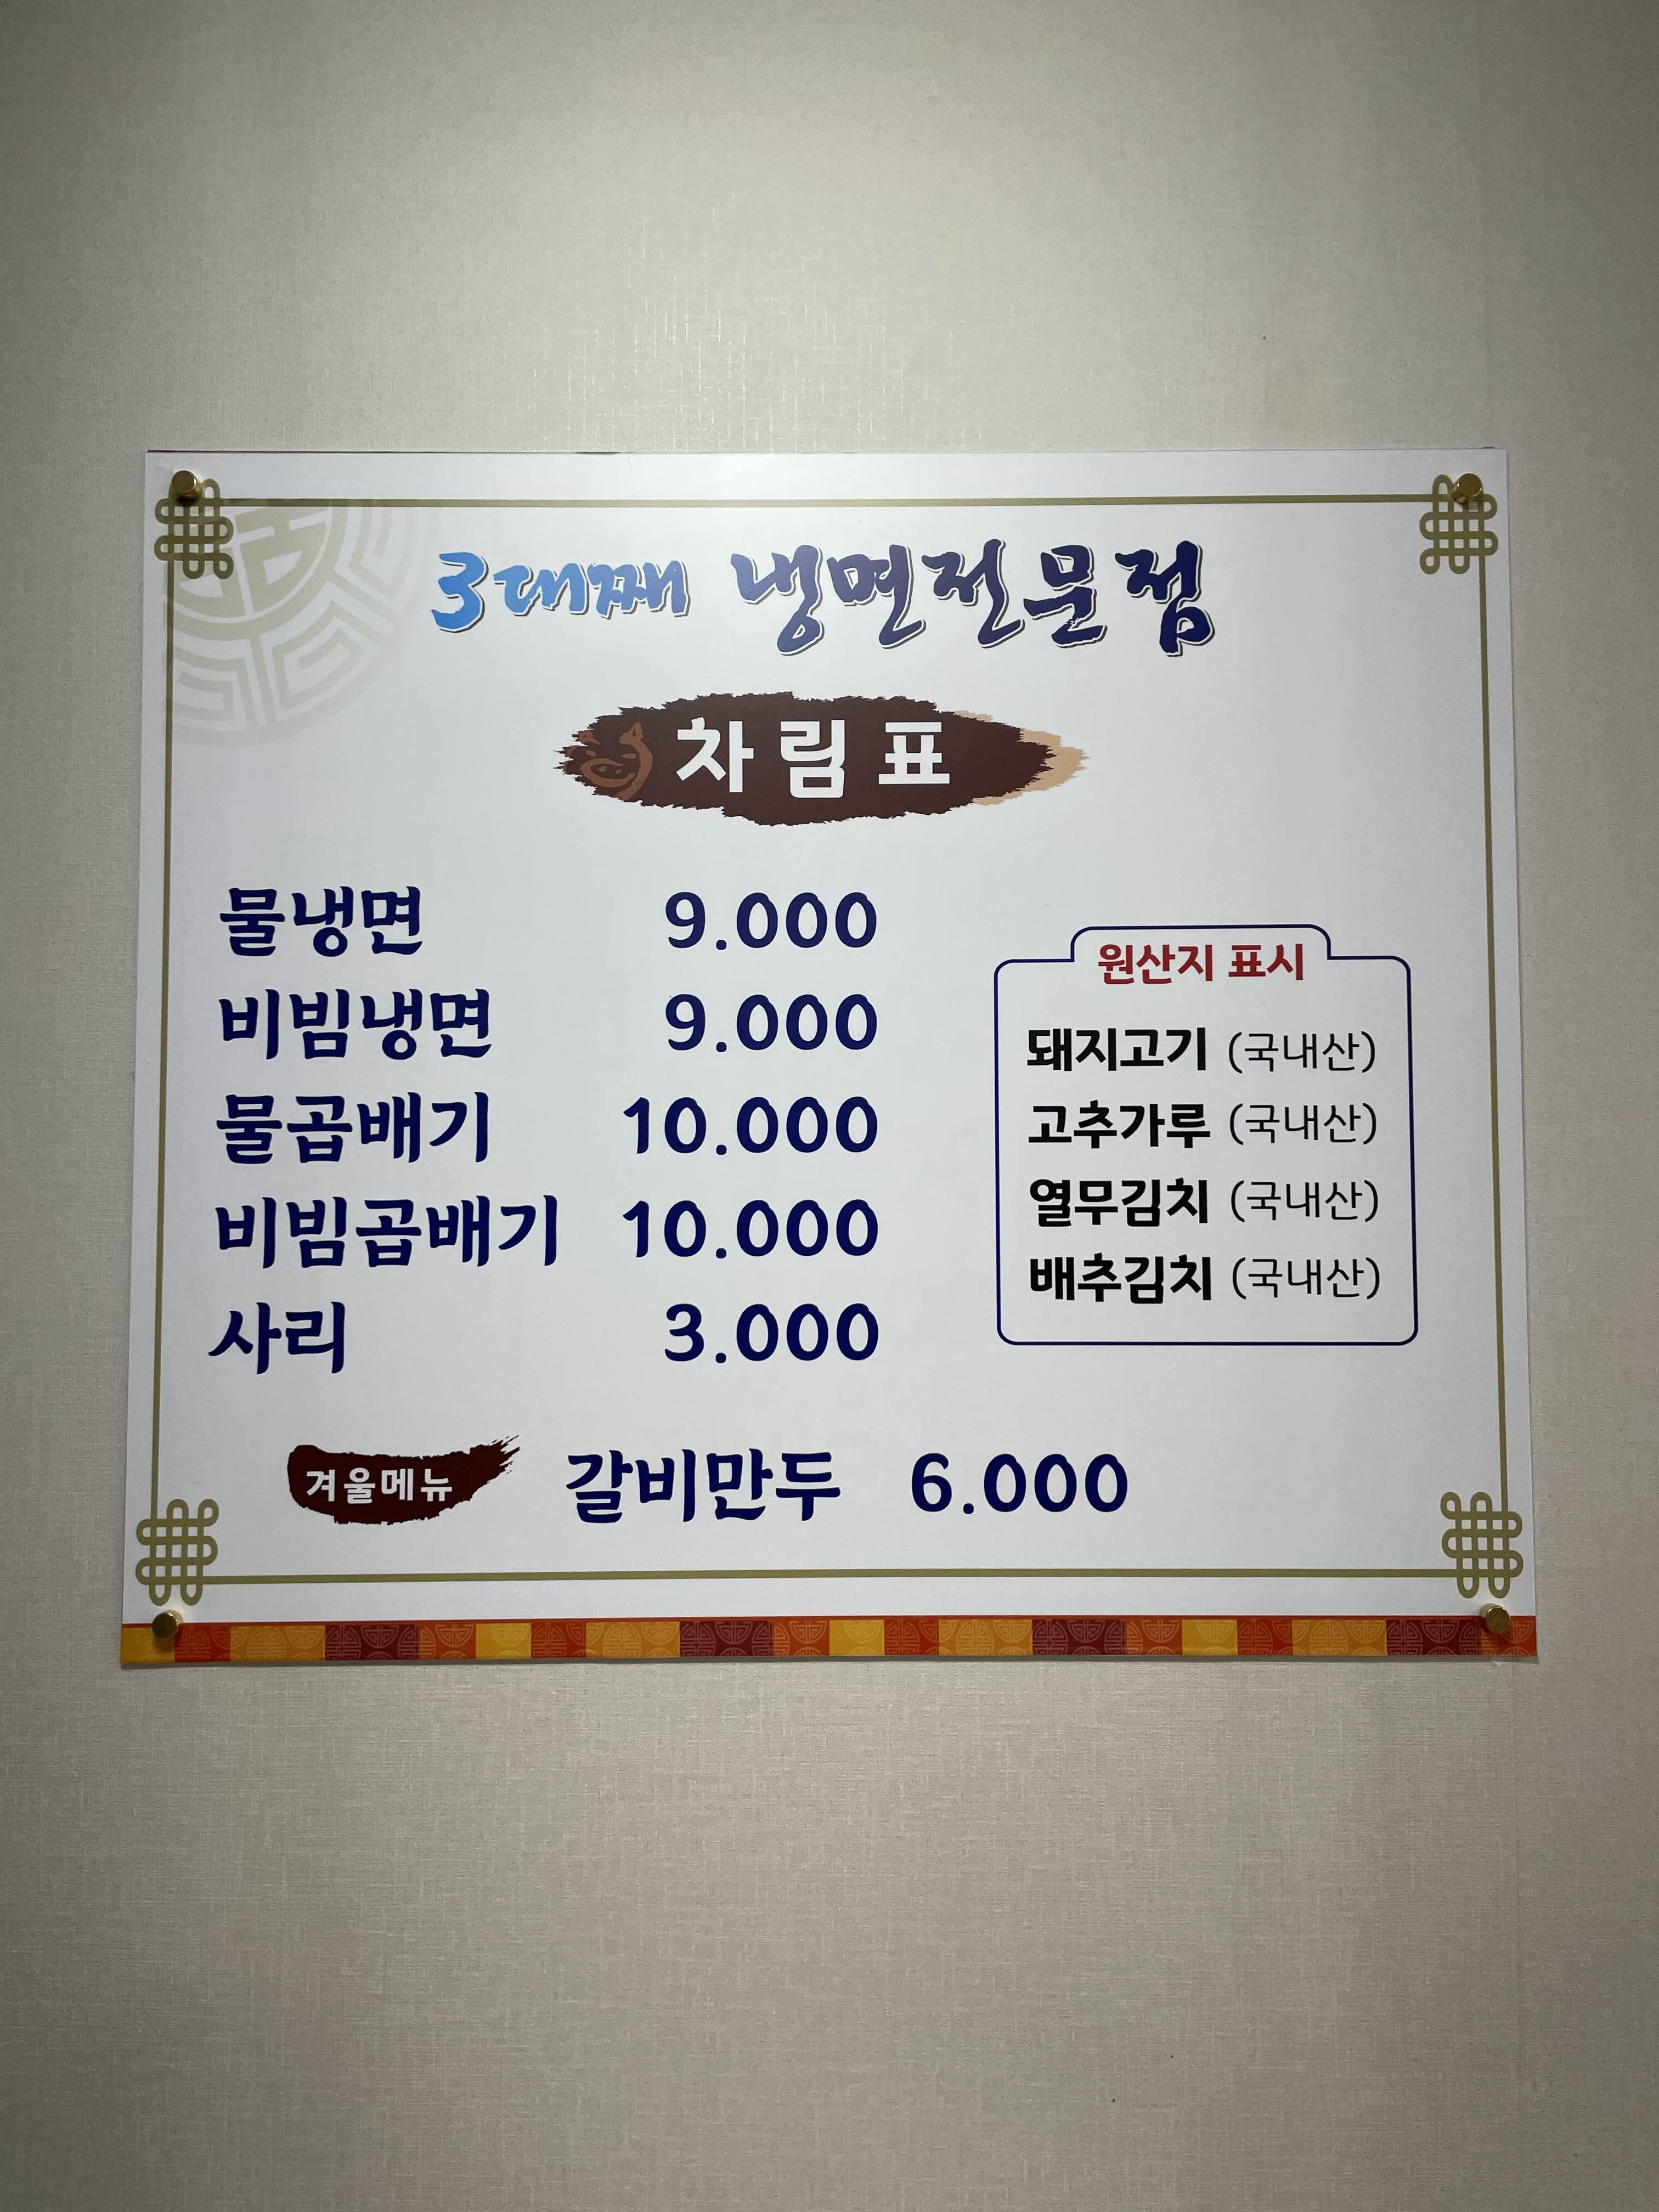 3대째 냉면전문점
차림표
물냉면 9.000
비빔냉면 9.000
물곱배기 10.000
비빔곱배기 10.000
사리 3.000
원산지 표시
돼지고기 (국내산)
고추가루 (국내산)
열무김치 (국내산)
배추김치 (국내산)
겨울메뉴 갈비만두 6.000